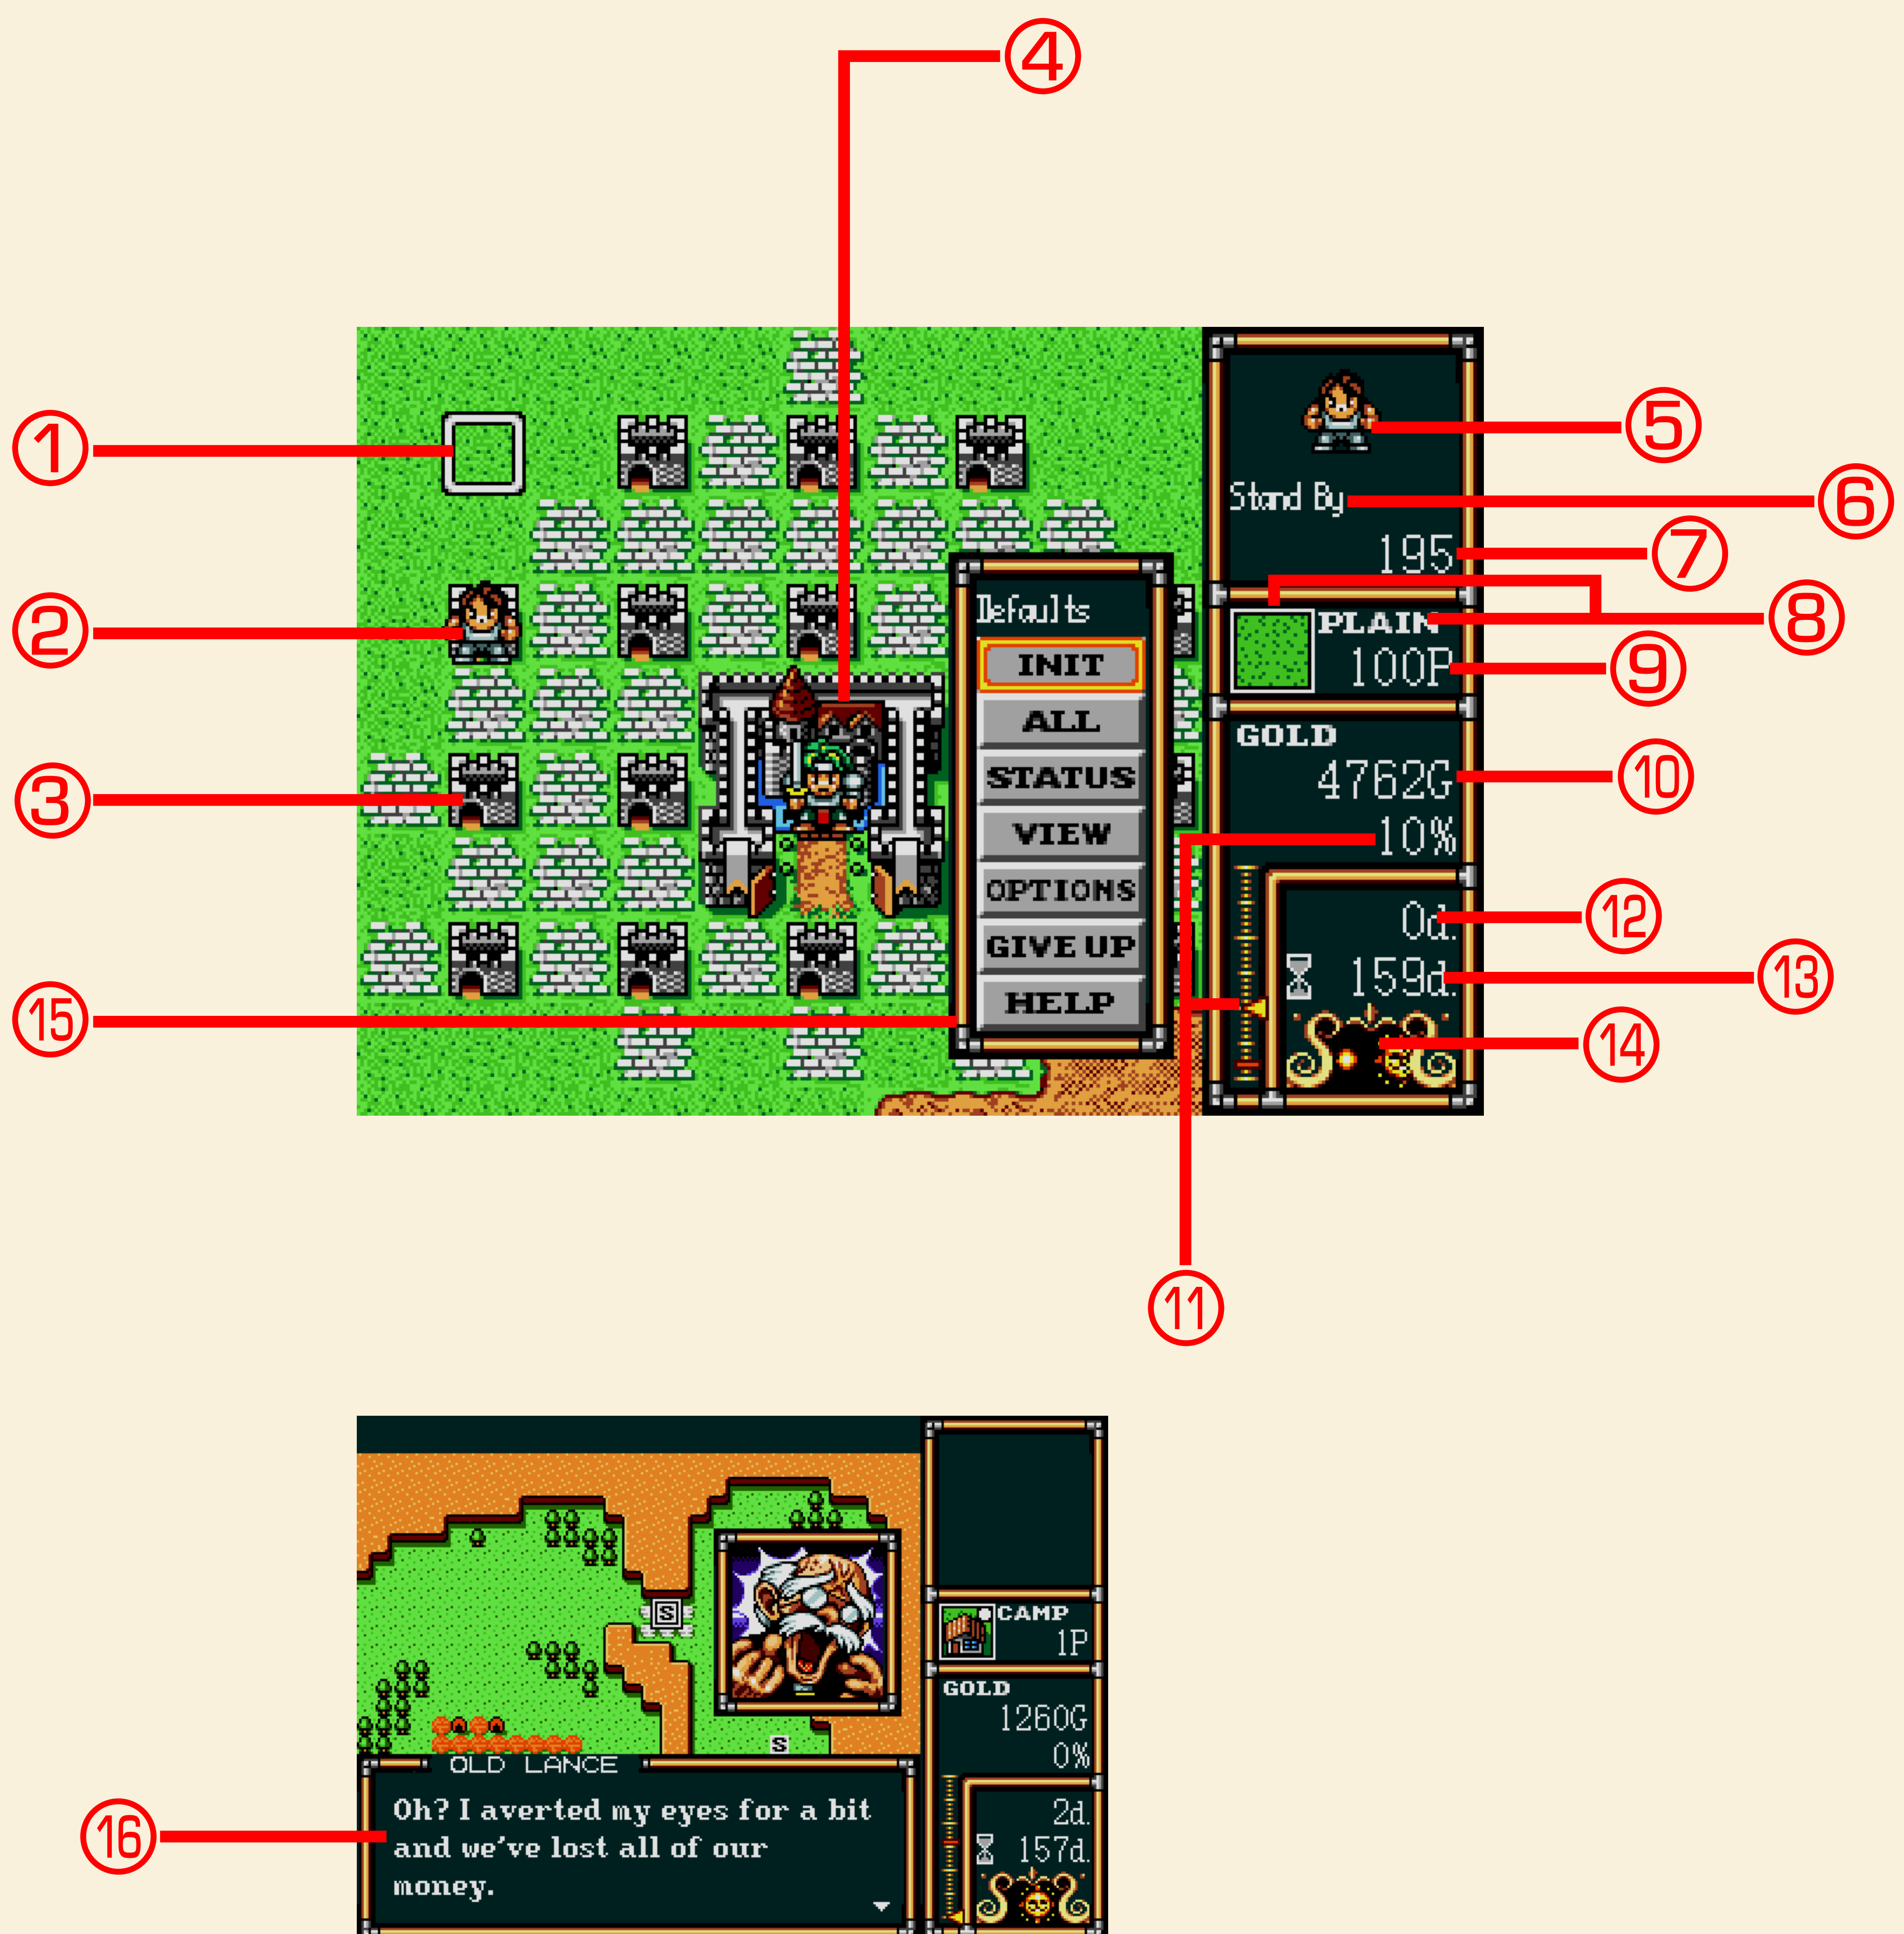 ④
①
②
③
⑮
Stand By
195
PLAIN
100P
GOLD
4762G
10%
0d.
159d.
Defaults
INIT
ALL
STATUS
VIEW
OPTIONS
GIVE UP
HELP
⑤
⑥
⑦
⑧
⑨
⑩
⑫
⑬
⑭
⑪
S
S
CAMP
1P
GOLD
1260G
0%
2d.
157d.
⑯
OLD LANCE
Oh? I averted my eyes for a bit
and we've lost all of our
money.